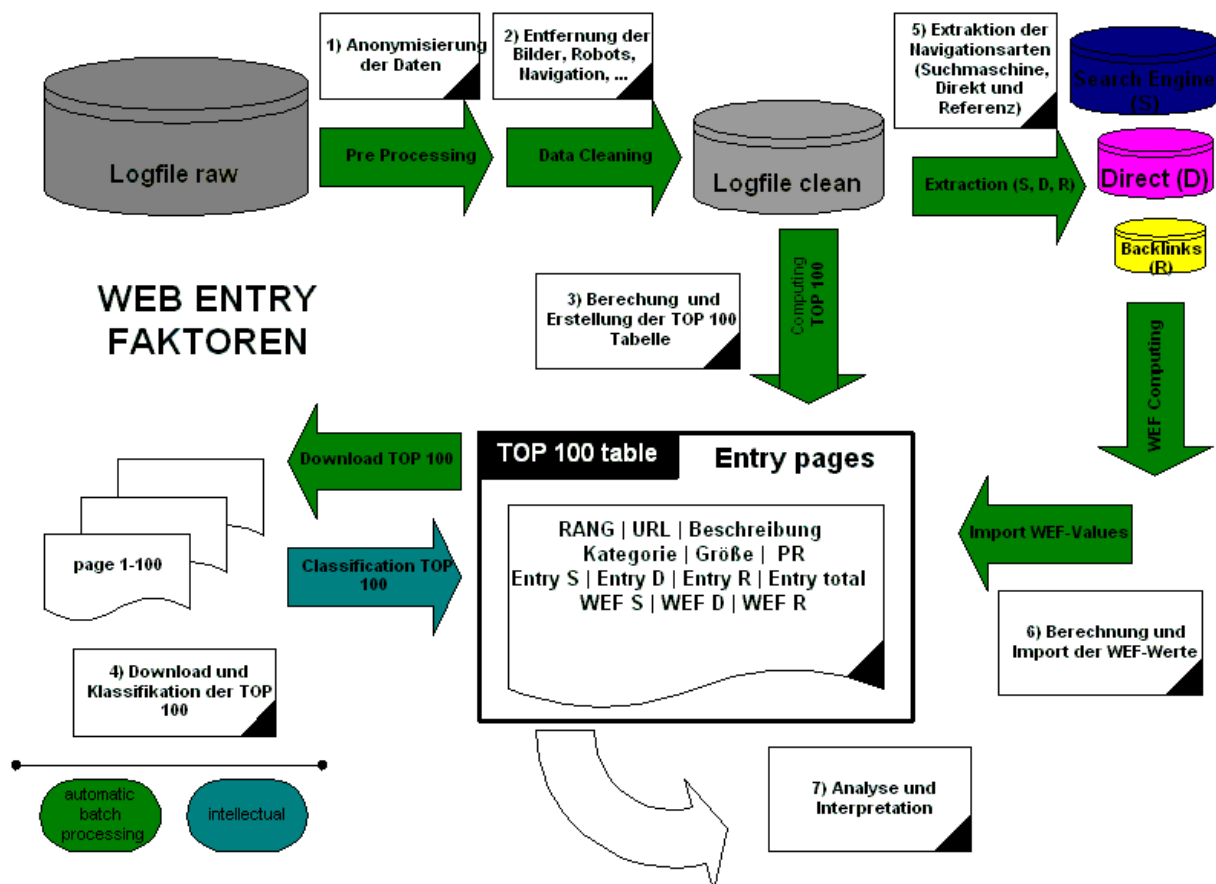 1) Anonymisierung
der Daten
2) Entfernung der
Bilder, Robots,
Navigation, ...
5) Extraktion der
Navigationsarten
(Suchmaschine,
Direkt und
Referenz)
Search Engine
(S)
Logfile raw
Pre Processing
Data Cleaning
Logfile clean
Extraction (S, D, R)
Direct (D)
Backlinks
(R)
WEB ENTRY
FAKTOREN
3) Berechung und
Erstellung der TOP 100
Tabelle
Computing
TOP 100
WEF Computing
Download TOP 100
TOP 100 table
Entry pages
RANG | URL | Beschreibung
Kategorie | Größe | PR
Entry S | Entry D | Entry R | Entry total
WEF S | WEF D | WEF R
Import WEF-Values
page 1-100
Classification TOP
100
4) Download und
Klassifikation der TOP
100
6) Berechnung und
Import der WEF-Werte
automatic
batch
processing
intellectual
7) Analyse und
Interpretation